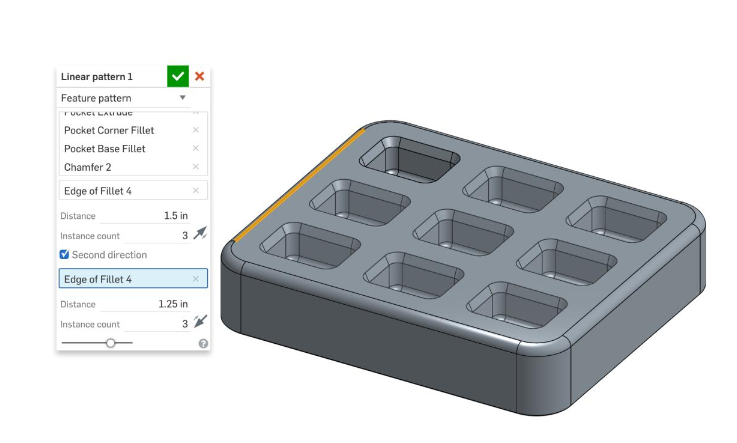 Linear pattern 1
Feature pattern
Pocket Extrude
Pocket Corner Fillet
Pocket Base Fillet
Chamfer 2
Edge of Fillet 4
Distance 1.5 in
Instance count 3
Second direction
Edge of Fillet 4
Distance 1.25 in
Instance count 3